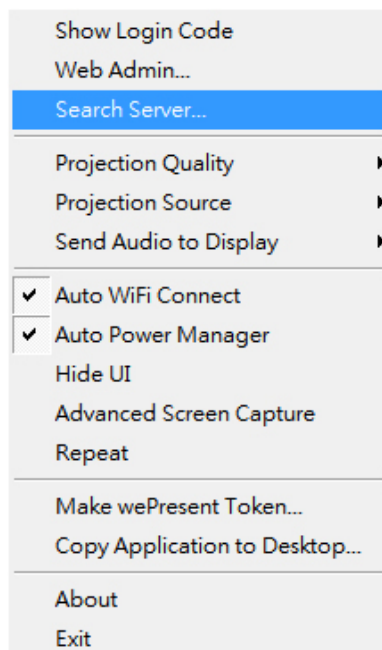 Show Login Code
Web Admin...
Search Server...
Projection Quality
Projection Source
Send Audio to Display
Auto WiFi Connect
Auto Power Manager
Hide UI
Advanced Screen Capture
Repeat
Make wePresent Token...
Copy Application to Desktop...
About
Exit